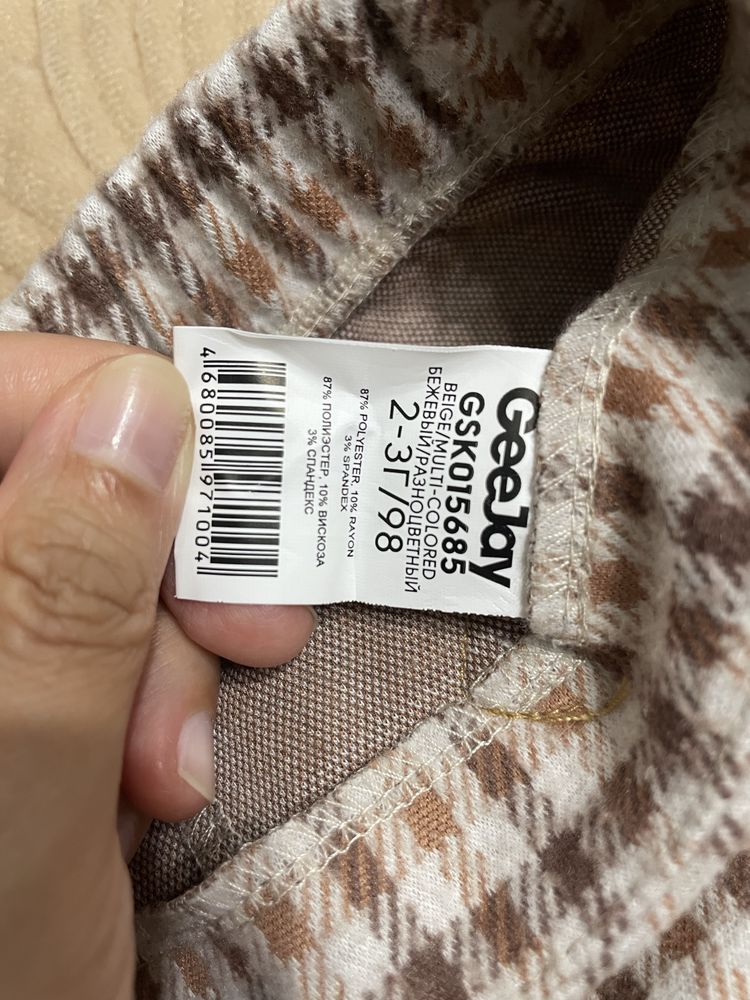 GeeJay
GSK015685
BEIGE/MULTI-COLORED
БЕЖЕВЫЙ/РАЗНОЦВЕТНЫЙ
2-3Г/98
87% POLYESTER, 10% RAYON
3% SPANDEX
87% ПОЛИЭСТЕР, 10% ВИСКОЗА
3% СПАНДЕКС
4680085971004